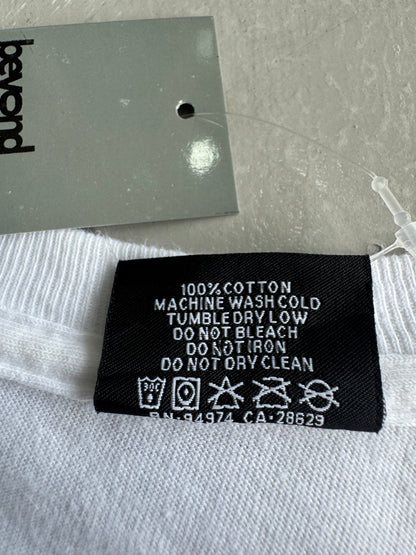 beyond
100% COTTON
MACHINE WASH COLD
TUMBLE DRY LOW
DO NOT BLEACH
DO NOT IRON
DO NOT DRY CLEAN
30C
RN-94974 CA-28629